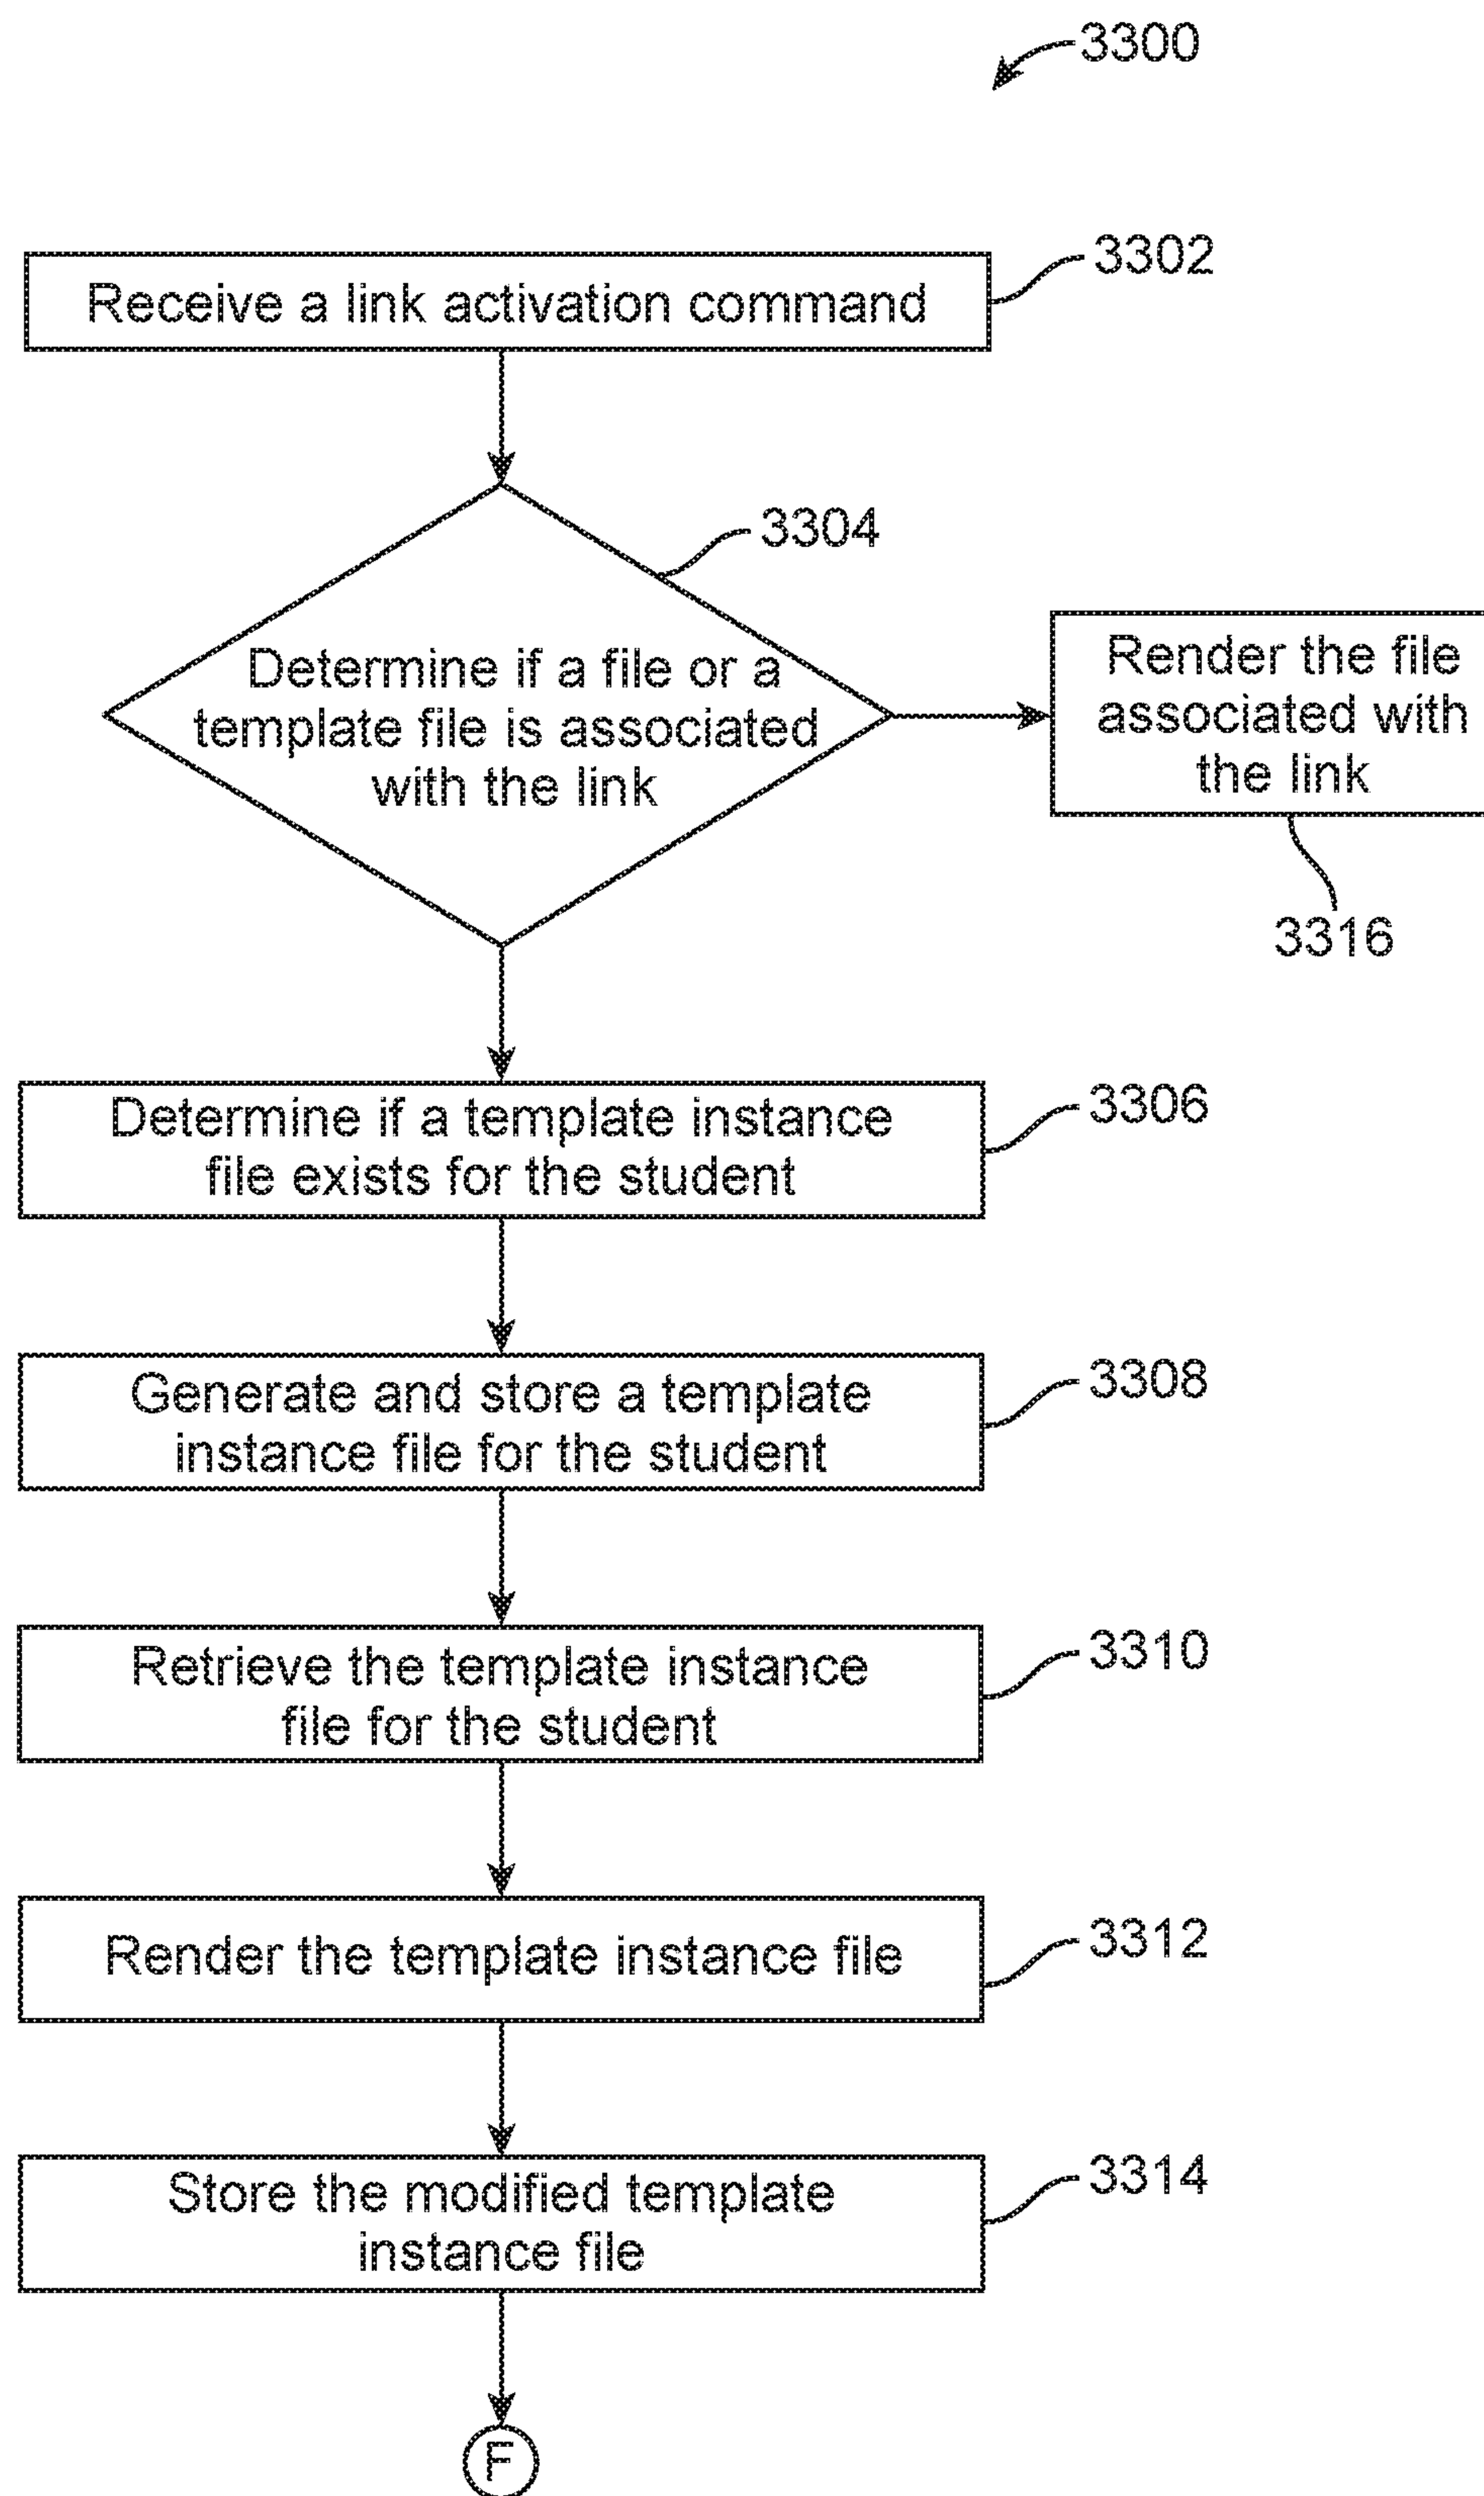 3300
3302
Receive a link activation command
3304
Determine if a file or a
template file is associated
with the link
Render the file
associated with
the link
3316
3306
Determine if a template instance
file exists for the student
3308
Generate and store a template
instance file for the student
3310
Retrieve the template instance
file for the student
3312
Render the template instance file
3314
Store the modified template
instance file
F